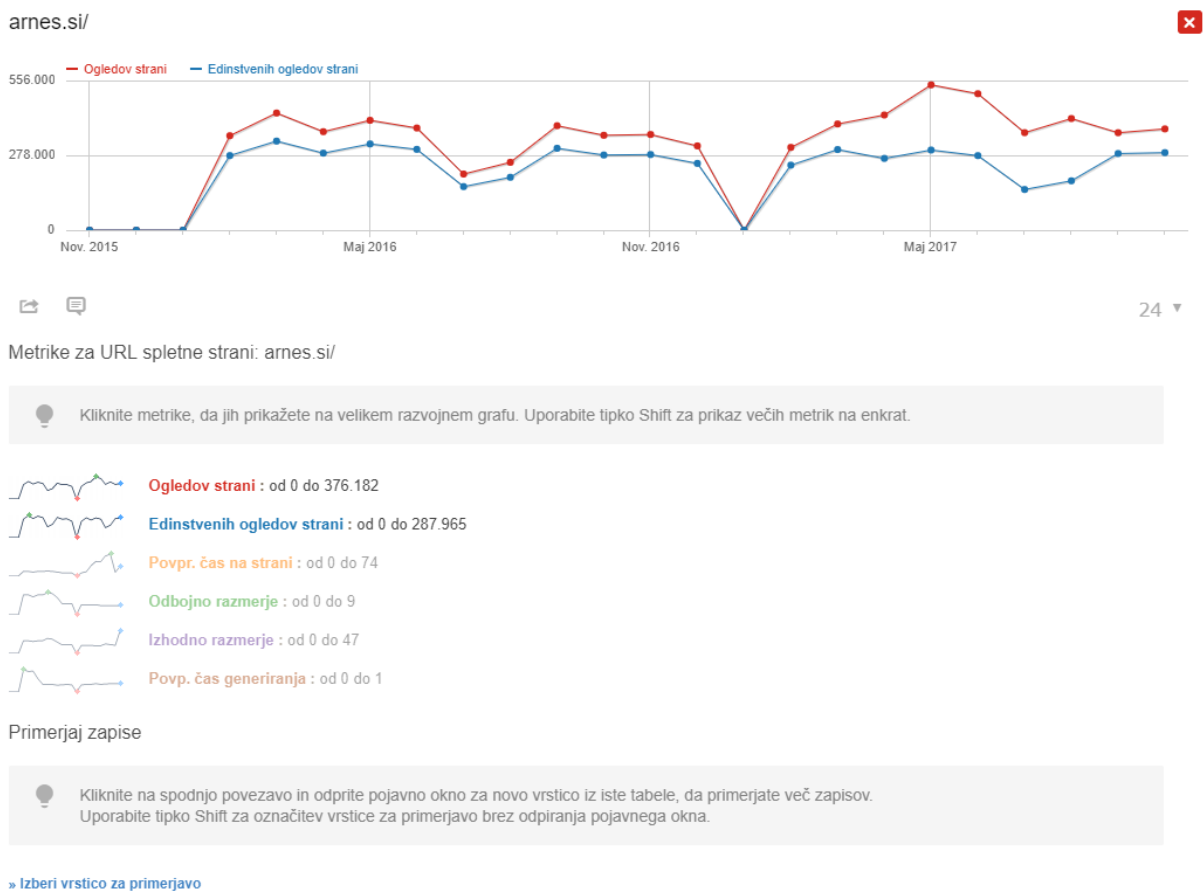 arnes.si/
Ogledov strani
Edinstvenih ogledov strani
556.000
278.000
0
Nov. 2015
Maj 2016
Nov. 2016
Maj 2017
24
Metrike za URL spletne strani: arnes.si/
Kliknite metrike, da jih prikažete na velikem razvojnem grafu. Uporabite tipko Shift za prikaz večih metrik na enkrat.
Ogledov strani : od 0 do 376.182
Edinstvenih ogledov strani : od 0 do 287.965
Povpr. čas na strani : od 0 do 74
Odbojno razmerje : od 0 do 9
Izhodno razmerje : od 0 do 47
Povp. čas generiranja : od 0 do 1
Primerjaj zapise
Kliknite na spodnjo povezavo in odprite pojavno okno za novo vrstico iz iste tabele, da primerjate več zapisov.
Uporabite tipko Shift za označitev vrstice za primerjavo brez odpiranja pojavnega okna.
» Izberi vrstico za primerjavo